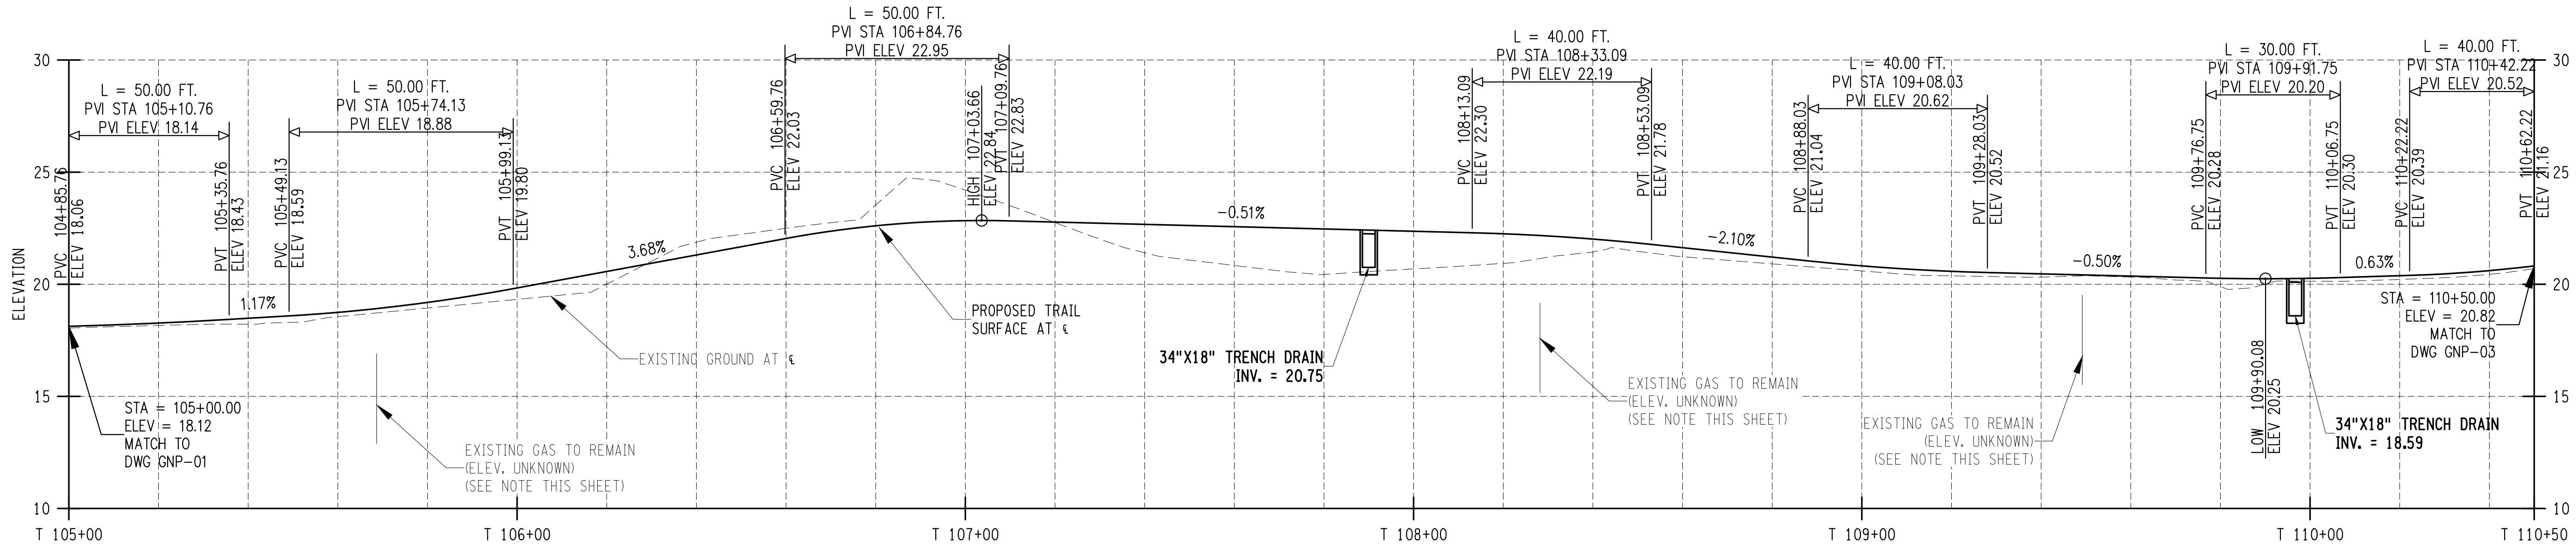 L = 50.00 FT.
PVI STA 105+10.76
PVI ELEV 18.14
L = 50.00 FT.
PVI STA 105+74.13
PVI ELEV 18.88
L = 50.00 FT.
PVI STA 106+84.76
PVI ELEV 22.95
L = 40.00 FT.
PVI STA 108+33.09
PVI ELEV 22.19
L = 40.00 FT.
PVI STA 109+08.03
PVI ELEV 20.62
L = 30.00 FT.
PVI STA 109+91.75
PVI ELEV 20.20
L = 40.00 FT.
PVI STA 110+42.22
PVI ELEV 20.52
30
25
20
15
10
ELEVATION
30
25
20
15
10
PVC 104+85.76
ELEV 18.06
PVT 105+35.76
ELEV 18.43
PVC 105+49.13
ELEV 18.59
PVT 105+99.13
ELEV 19.80
PVC 106+59.76
ELEV 22.03
HIGH 107+03.66
ELEV 22.84
PVT 107+09.76
ELEV 22.83
PVC 108+13.09
ELEV 22.30
PVT 108+53.09
ELEV 21.78
PVC 108+88.03
ELEV 21.04
PVT 109+28.03
ELEV 20.52
PVC 109+76.75
ELEV 20.28
LOW 109+90.08
ELEV 20.25
PVT 110+06.75
ELEV 20.30
PVC 110+22.22
ELEV 20.39
PVT 110+62.22
ELEV 21.16
1.17%
3.68%
-0.51%
-2.10%
-0.50%
0.63%
STA = 105+00.00
ELEV = 18.12
MATCH TO
DWG GNP-01
EXISTING GAS TO REMAIN
(ELEV. UNKNOWN)
(SEE NOTE THIS SHEET)
EXISTING GROUND AT ℄
PROPOSED TRAIL
SURFACE AT ℄
34"X18" TRENCH DRAIN
INV. = 20.75
EXISTING GAS TO REMAIN
(ELEV. UNKNOWN)
(SEE NOTE THIS SHEET)
EXISTING GAS TO REMAIN
(ELEV. UNKNOWN)
(SEE NOTE THIS SHEET)
34"X18" TRENCH DRAIN
INV. = 18.59
STA = 110+50.00
ELEV = 20.82
MATCH TO
DWG GNP-03
T 105+00
T 106+00
T 107+00
T 108+00
T 109+00
T 110+00
T 110+50